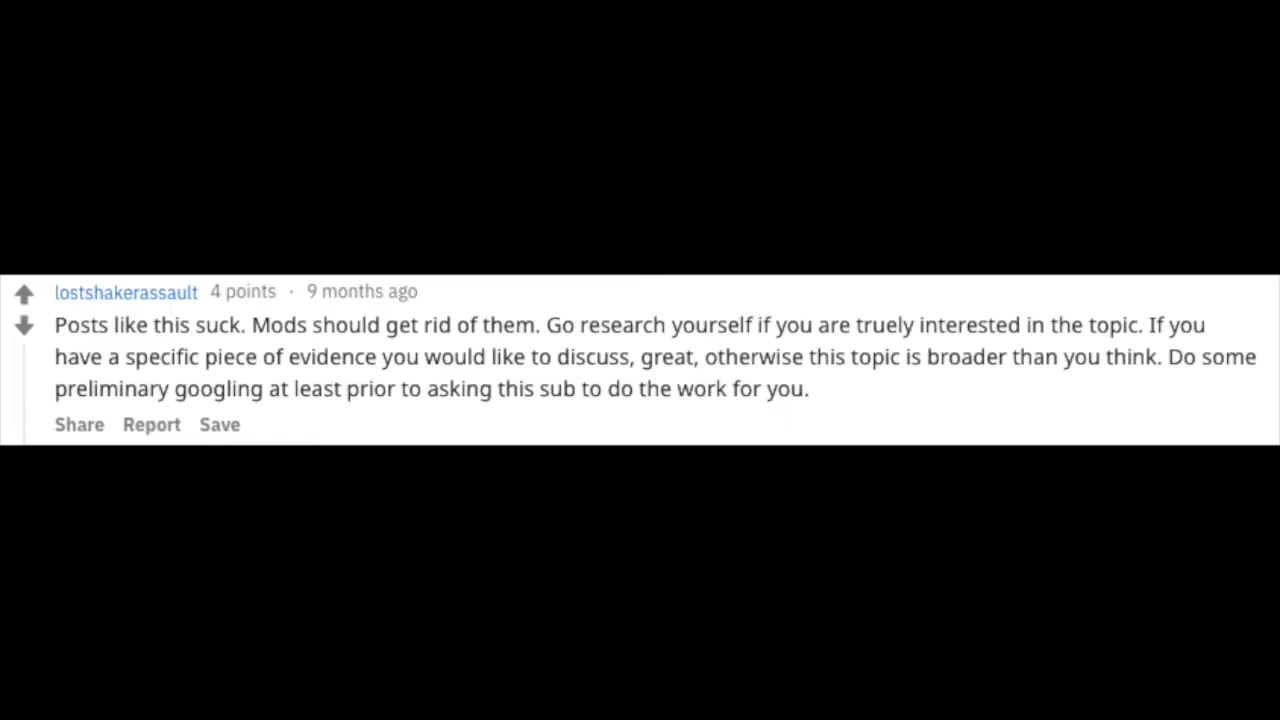 lostshakerassault 4 points · 9 months ago
Posts like this suck. Mods should get rid of them. Go research yourself if you are truely interested in the topic. If you
have a specific piece of evidence you would like to discuss, great, otherwise this topic is broader than you think. Do some
preliminary googling at least prior to asking this sub to do the work for you.
Share Report Save